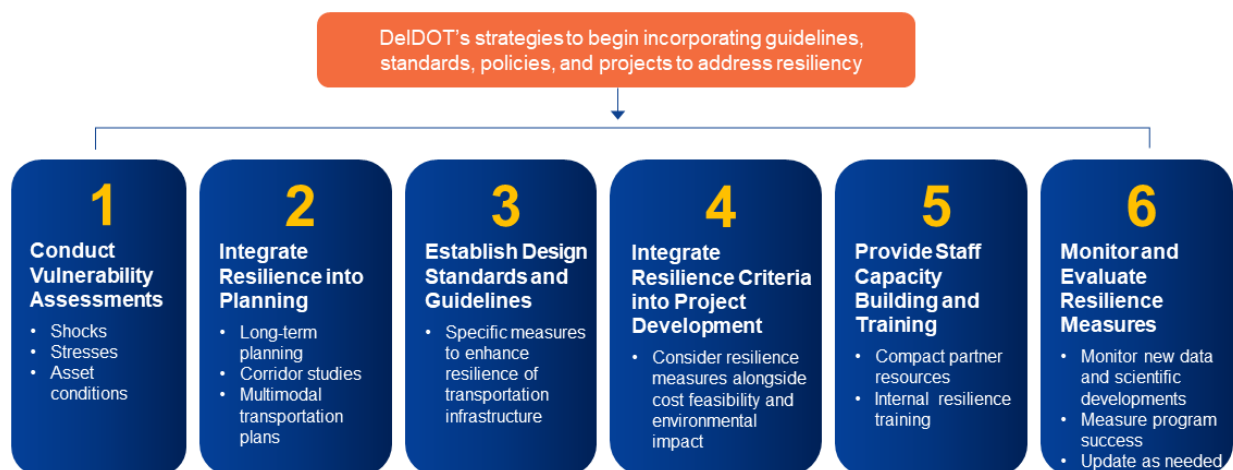 DelDOT's strategies to begin incorporating guidelines,
standards, policies, and projects to address resiliency
1
Conduct
Vulnerability
Assessments
• Shocks
• Stresses
• Asset
conditions
2
Integrate
Resilience into
Planning
• Long-term
planning
• Corridor studies
• Multimodal
transportation
plans
3
Establish Design
Standards and
Guidelines
• Specific measures
to enhance
resilience of
transportation
infrastructure
4
Integrate
Resilience Criteria
into Project
Development
• Consider resilience
measures alongside
cost feasibility and
environmental
impact
5
Provide Staff
Capacity
Building and
Training
• Compact partner
resources
• Internal resilience
training
6
Monitor and
Evaluate
Resilience
Measures
• Monitor new data
and scientific
developments
• Measure program
success
• Update as needed